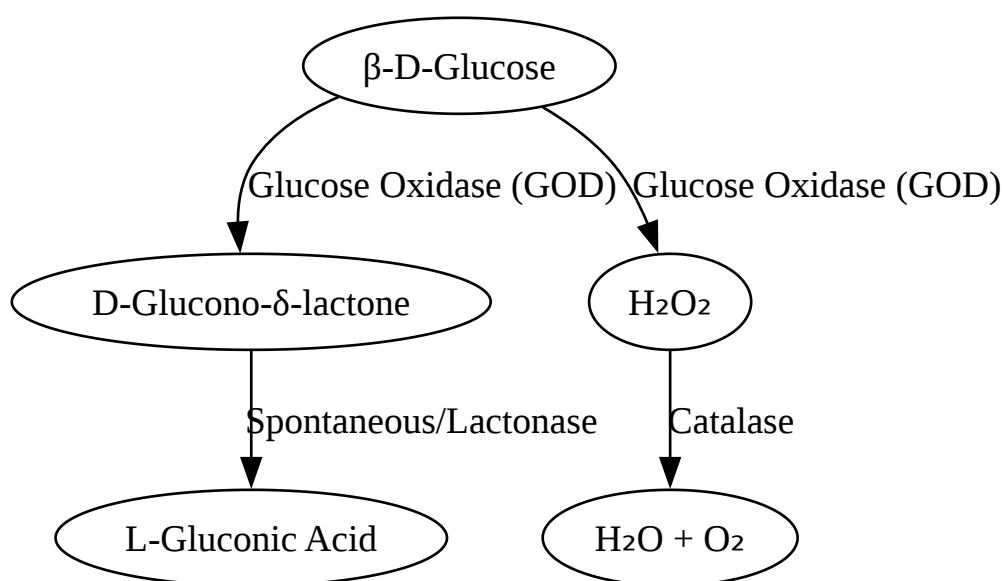 β-D-Glucose
Glucose Oxidase (GOD)
Glucose Oxidase (GOD)
D-Glucono-δ-lactone
H₂O₂
Spontaneous/Lactonase
Catalase
L-Gluconic Acid
H₂O + O₂